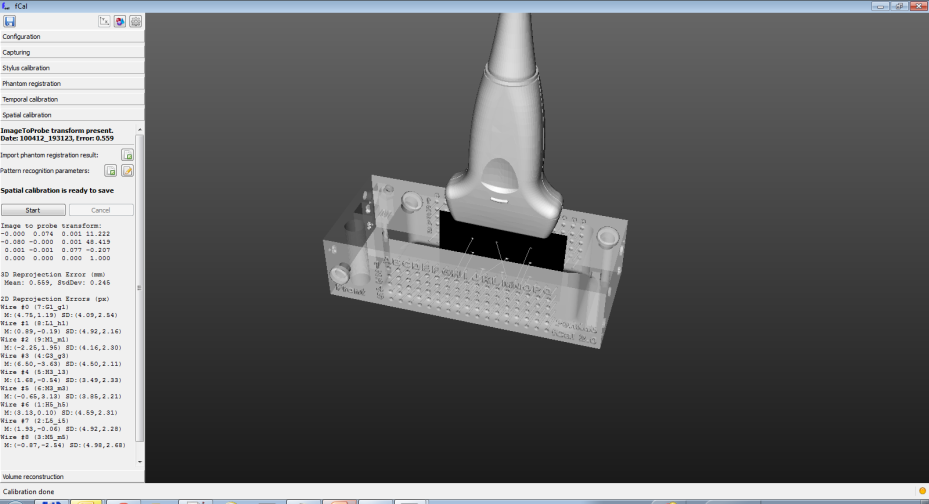 fCal
Configuration
Capturing
Stylus calibration
Phantom registration
Temporal calibration
Spatial calibration
ImageToProbe transform present.
Date: 100412_193123, Error: 0.559
Import phantom registration result:
Pattern recognition parameters:
Spatial calibration is ready to save
Start Cancel
Image to probe transform:
-0.000 0.074 0.001 11.222
-0.080 -0.000 0.001 48.419
0.001 -0.001 0.077 -0.207
0.000 0.000 0.000 1.000
3D Reprojection Error (mm)
Mean: 0.559, StdDev: 0.245
2D Reprojection Errors (px)
Wire #0 (7:G1_g1)
M:(4.75,1.19) SD:(4.09,2.54)
Wire #1 (8:L1_h1)
M:(0.89,-0.19) SD:(4.92,2.16)
Wire #2 (9:M1_m1)
M:(-2.25,1.95) SD:(4.16,2.30)
Wire #3 (4:G3_g3)
M:(6.50,-3.63) SD:(4.50,2.11)
Wire #4 (5:H3_l3)
M:(1.68,-0.54) SD:(3.49,2.33)
Wire #5 (6:M3_m3)
M:(-0.65,3.13) SD:(3.85,2.21)
Wire #6 (1:H5_h5)
M:(3.13,0.10) SD:(4.59,2.31)
Wire #7 (2:L5_i5)
M:(1.93,-0.06) SD:(4.92,2.28)
Wire #8 (3:M5_m5)
M:(-0.87,-2.54) SD:(4.98,2.68)
Volume reconstruction
Calibration done